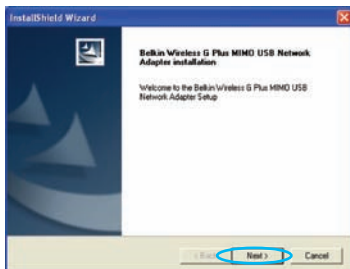 InstallShield Wizard
Belkin Wireless G Plus MIMO USB Network
Adapter installation
Welcome to the Belkin Wireless G Plus MIMO USB
Network Adapter Setup
< Back
Next >
Cancel